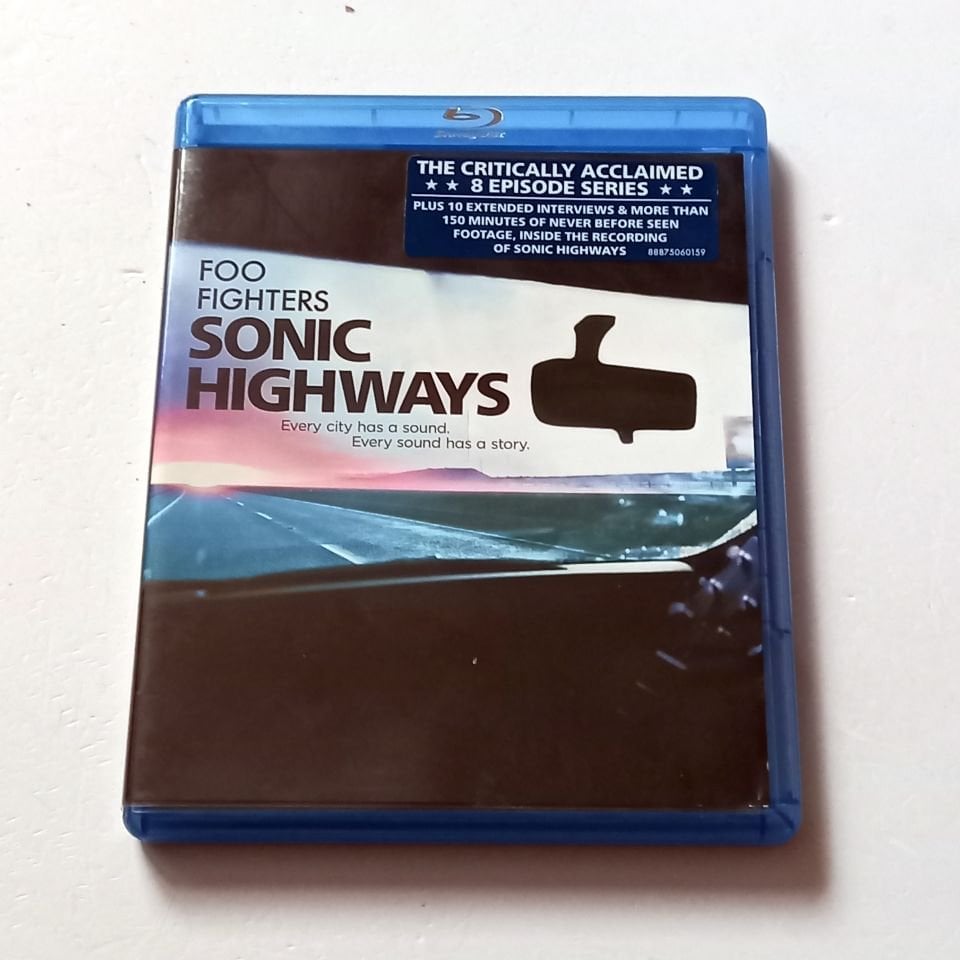 THE CRITICALLY ACCLAIMED
★ ★ 8 EPISODE SERIES ★ ★
PLUS 10 EXTENDED INTERVIEWS & MORE THAN
150 MINUTES OF NEVER BEFORE SEEN
FOOTAGE, INSIDE THE RECORDING
OF SONIC HIGHWAYS 88875060159
FOO
FIGHTERS
SONIC
HIGHWAYS
Every city has a sound.
Every sound has a story.